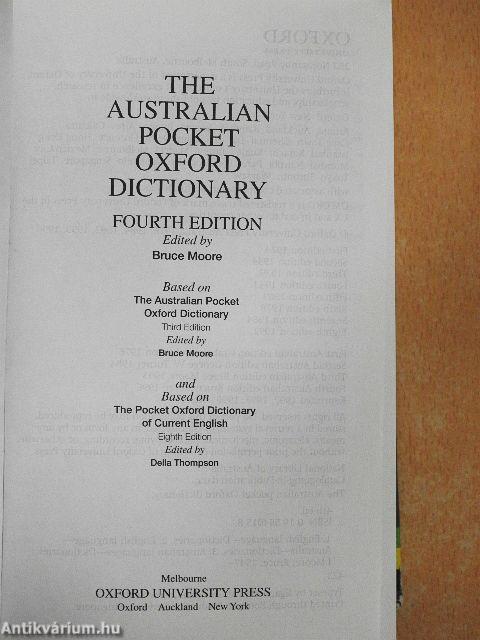 THE
AUSTRALIAN
POCKET
OXFORD
DICTIONARY
FOURTH EDITION
Edited by
Bruce Moore
Based on
The Australian Pocket
Oxford Dictionary
Third Edition
Edited by
Bruce Moore
and
Based on
The Pocket Oxford Dictionary
of Current English
Eighth Edition
Edited by
Della Thompson
Melbourne
OXFORD UNIVERSITY PRESS
Oxford Auckland New York
Antikvárium.hu